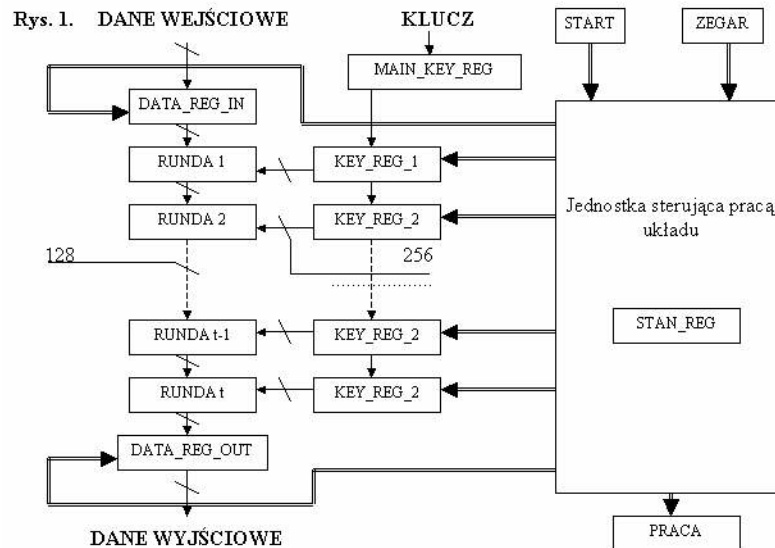 Rys. 1. DANE WEJŚCIOWE
KLUCZ
START
ZEGAR
MAIN_KEY_REG
DATA_REG_IN
RUNDA 1
KEY_REG_1
RUNDA 2
KEY_REG_2
Jednostka sterująca pracą
układu
128
256
STAN_REG
RUNDA t-1
KEY_REG_2
RUNDA t
KEY_REG_2
DATA_REG_OUT
DANE WYJŚCIOWE
PRACA